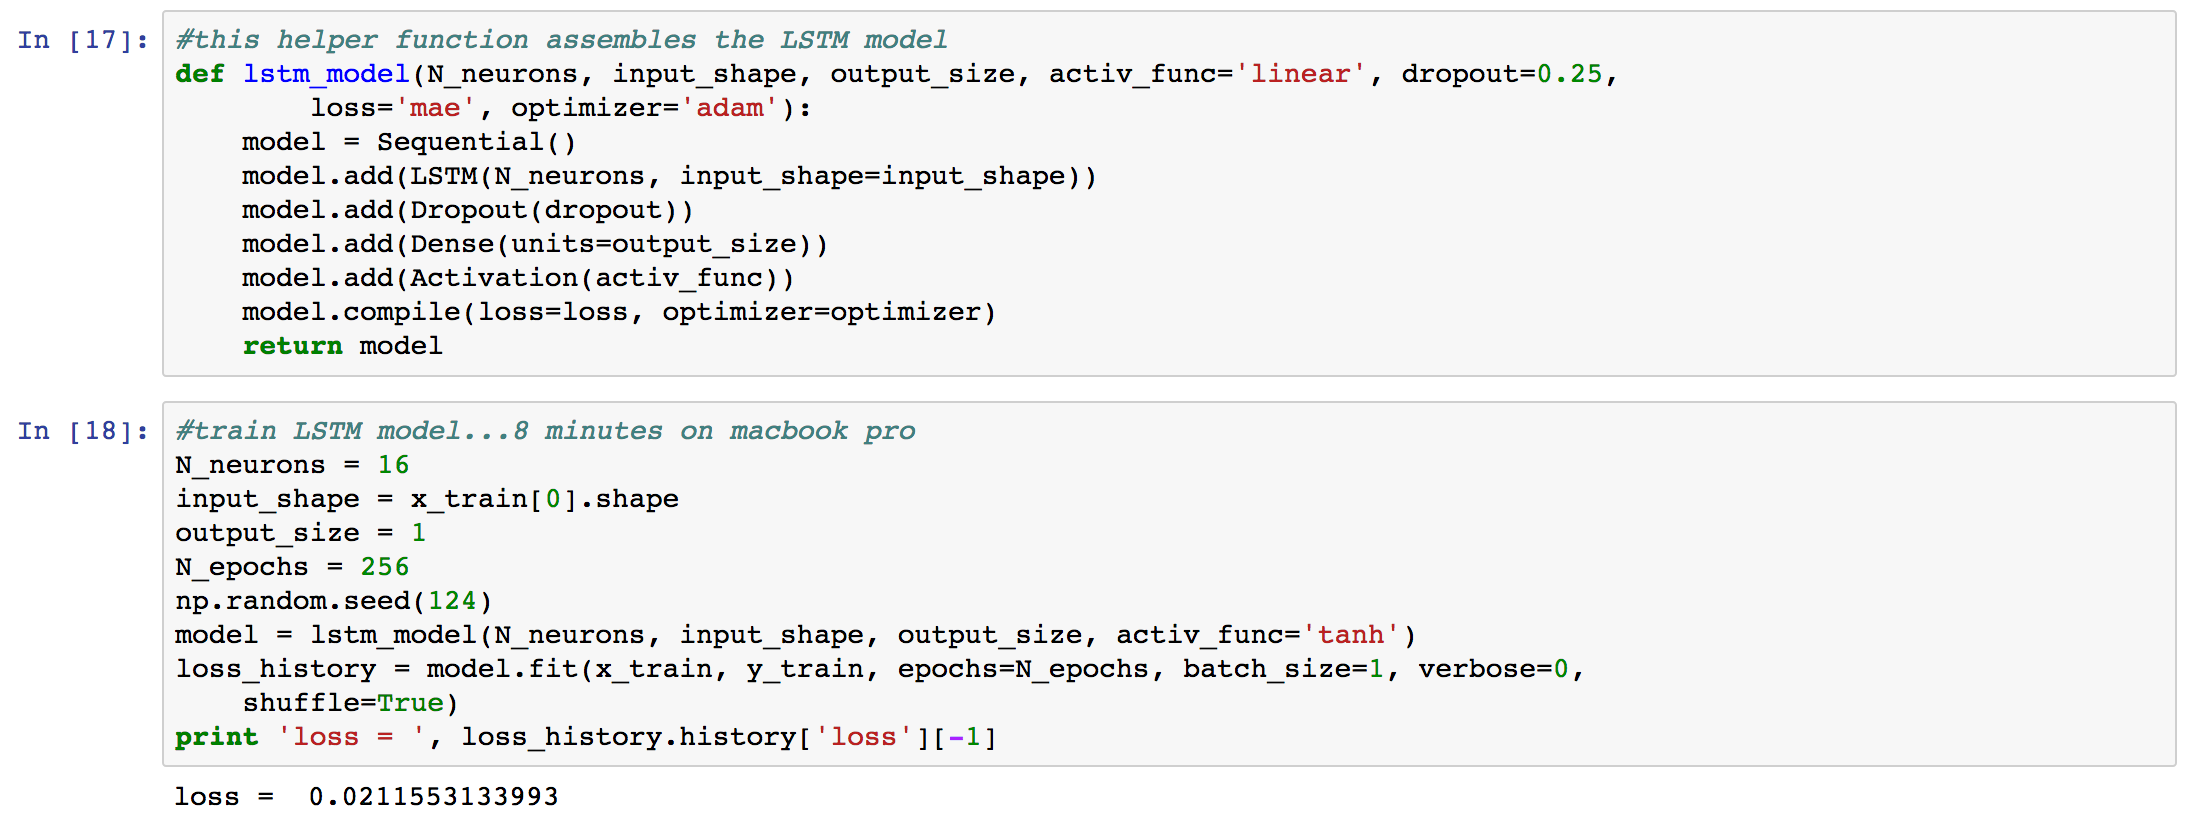 In [17]: #this helper function assembles the LSTM model
def lstm_model(N_neurons, input_shape, output_size, activ_func='linear', dropout=0.25,
        loss='mae', optimizer='adam'):
    model = Sequential()
    model.add(LSTM(N_neurons, input_shape=input_shape))
    model.add(Dropout(dropout))
    model.add(Dense(units=output_size))
    model.add(Activation(activ_func))
    model.compile(loss=loss, optimizer=optimizer)
    return model
In [18]: #train LSTM model...8 minutes on macbook pro
N_neurons = 16
input_shape = x_train[0].shape
output_size = 1
N_epochs = 256
np.random.seed(124)
model = lstm_model(N_neurons, input_shape, output_size, activ_func='tanh')
loss_history = model.fit(x_train, y_train, epochs=N_epochs, batch_size=1, verbose=0,
    shuffle=True)
print 'loss = ', loss_history.history['loss'][-1]
loss =  0.0211553133993